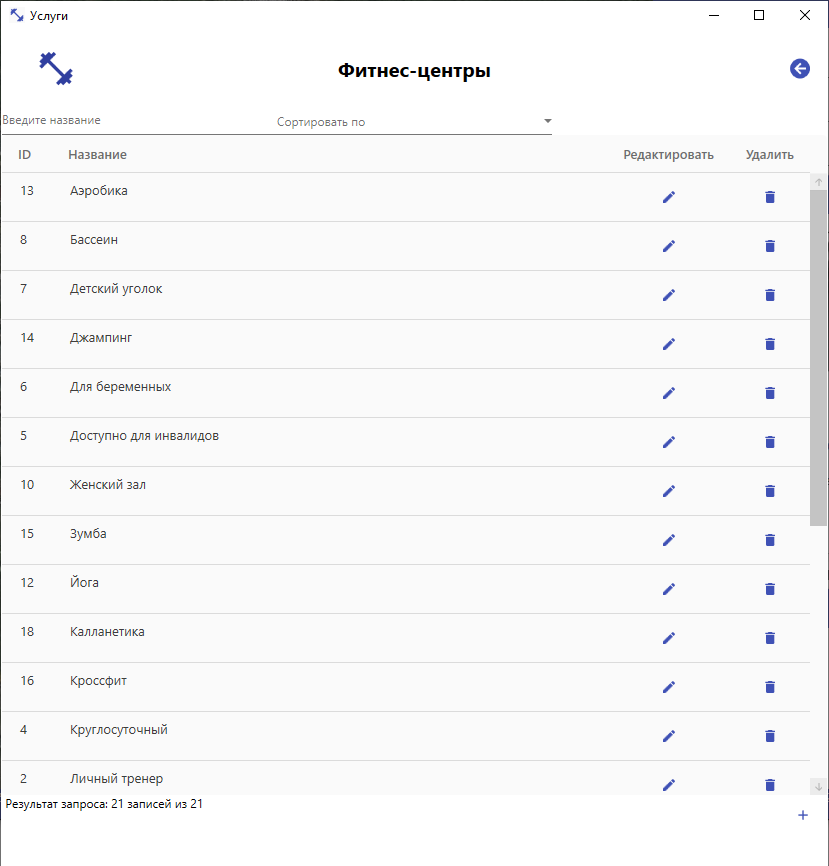 Услуги
Фитнес-центры
Введите название Сортировать по
ID Название Редактировать Удалить
13 Аэробика
8 Бассеин
7 Детский уголок
14 Джампинг
6 Для беременных
5 Доступно для инвалидов
10 Женский зал
15 Зумба
12 Йога
18 Калланетика
16 Кроссфит
4 Круглосуточный
2 Личный тренер
Результат запроса: 21 записей из 21